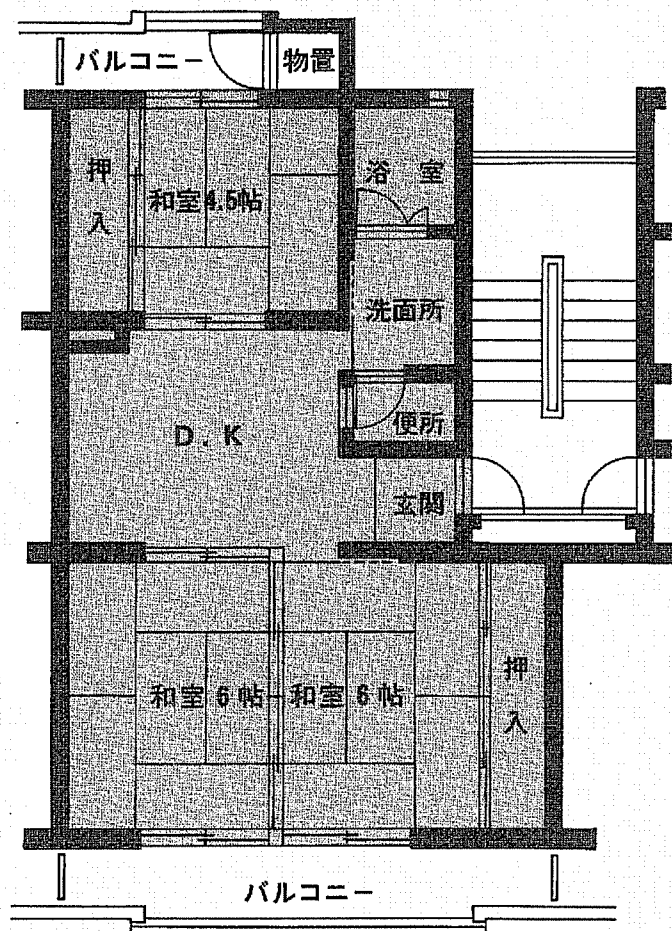 バルコニー 物置
押入
和室4.5帖
浴室
洗面所
D.K
便所
玄関
和室6帖 和室6帖
押入
バルコニー